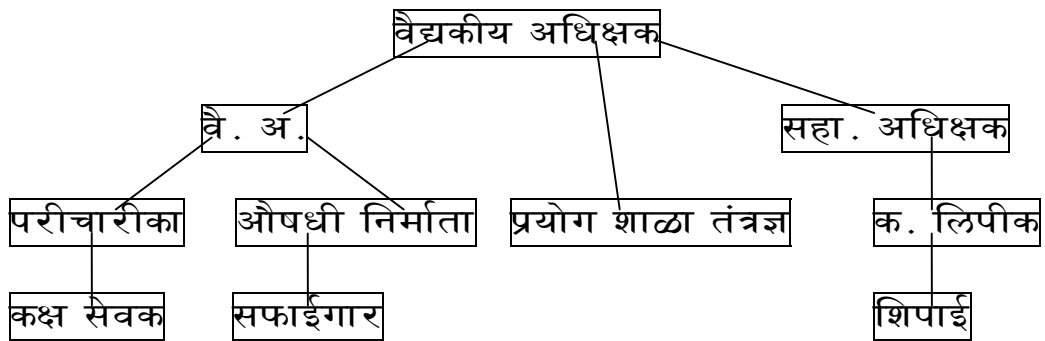 वैद्यकीय अधिक्षक
वै. अ.
सहा. अधिक्षक
परीचारीका
औषधी निर्माता
प्रयोग शाळा तंत्रज्ञ
क. लिपीक
कक्ष सेवक
सफाईगार
शिपाई